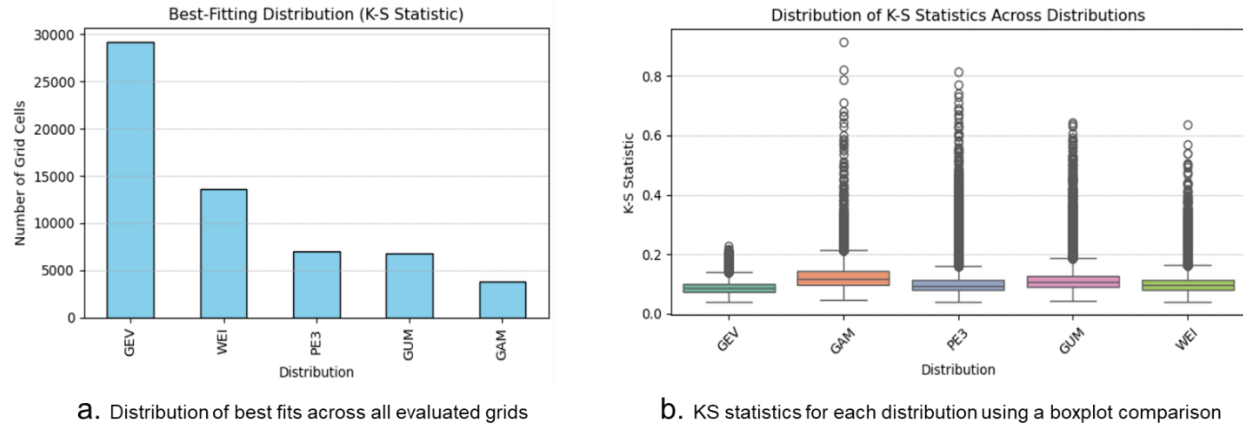 Best-Fitting Distribution (K-S Statistic)
Number of Grid Cells
30000
25000
20000
15000
10000
5000
0
GEV
WEI
PE3
GUM
GAM
Distribution
a. Distribution of best fits across all evaluated grids
Distribution of K-S Statistics Across Distributions
K-S Statistic
0.8
0.6
0.4
0.2
0.0
GEV
GAM
PE3
GUM
WEI
Distribution
b. KS statistics for each distribution using a boxplot comparison